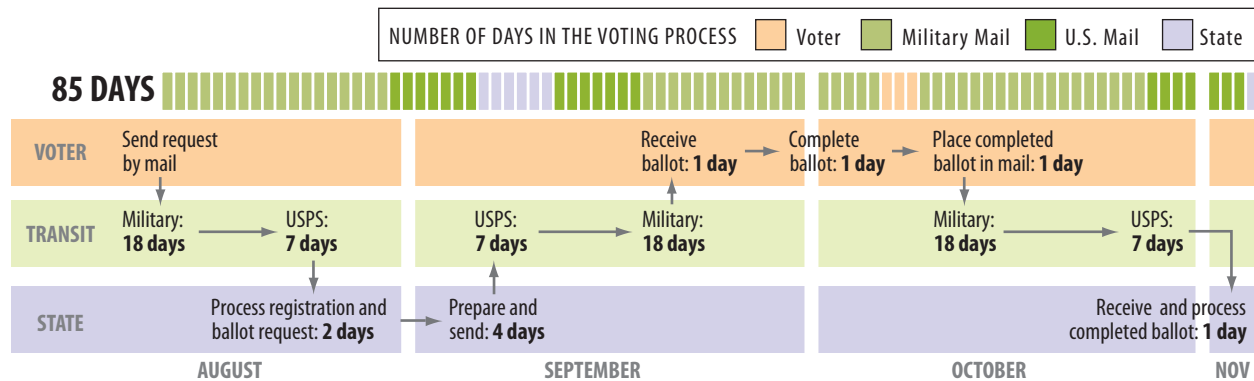 NUMBER OF DAYS IN THE VOTING PROCESS Voter Military Mail U.S. Mail State
85 DAYS
VOTER
Send request
by mail
Receive
ballot: 1 day
Complete
ballot: 1 day
Place completed
ballot in mail: 1 day
TRANSIT
Military:
18 days
USPS:
7 days
USPS:
7 days
Military:
18 days
Military:
18 days
USPS:
7 days
STATE
Process registration and
ballot request: 2 days
Prepare and
send: 4 days
Receive and process
completed ballot: 1 day
AUGUST SEPTEMBER OCTOBER NOV